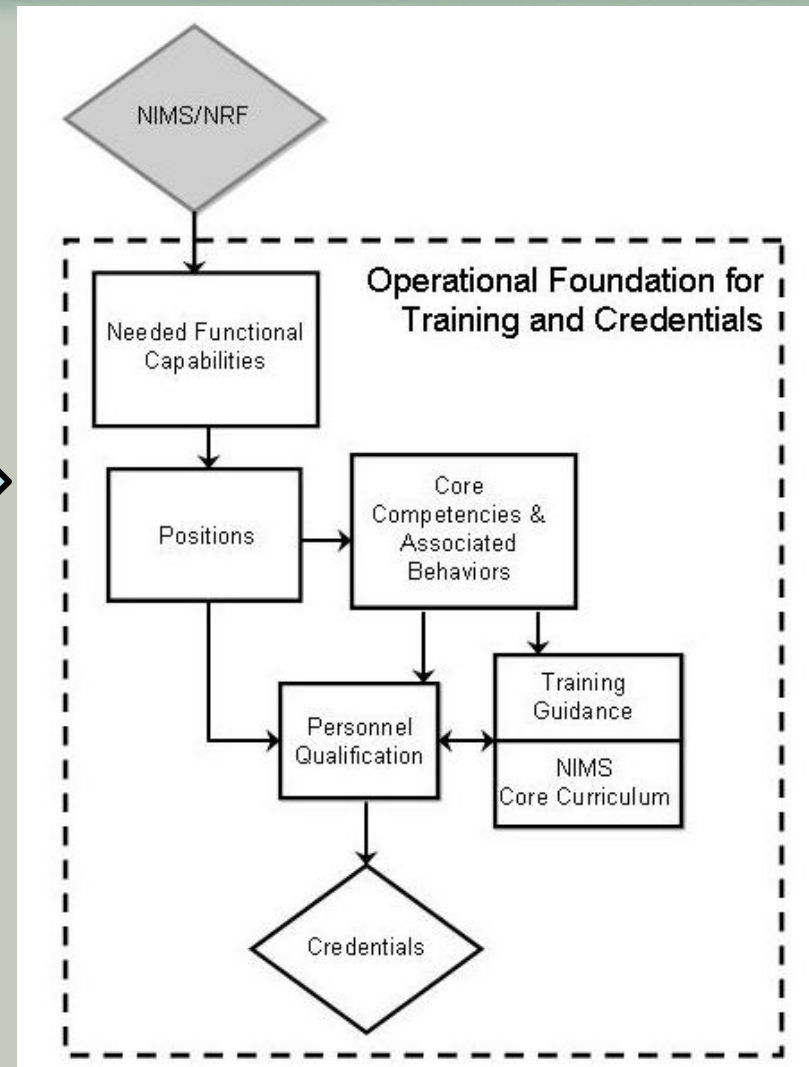 NIMS/NRF
Operational Foundation for
Training and Credentials
Needed Functional
Capabilities
Positions
Core
Competencies &
Associated
Behaviors
Training
Guidance
Personnel
Qualification
NIMS
Core Curriculum
Credentials